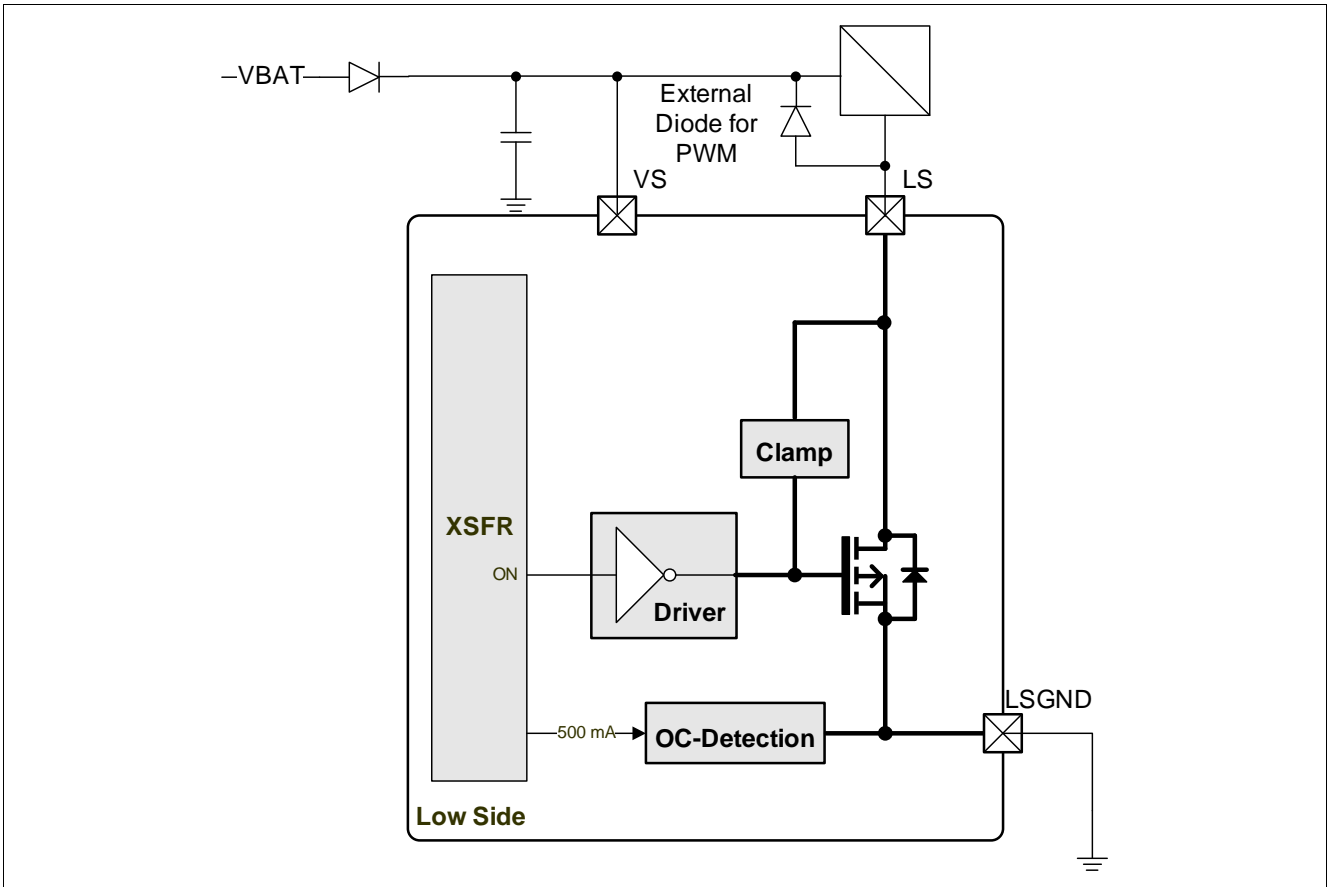 VBAT
External
Diode for
PWM
VS
LS
Clamp
XSFR
ON
Driver
LSGND
500 mA
OC-Detection
Low Side